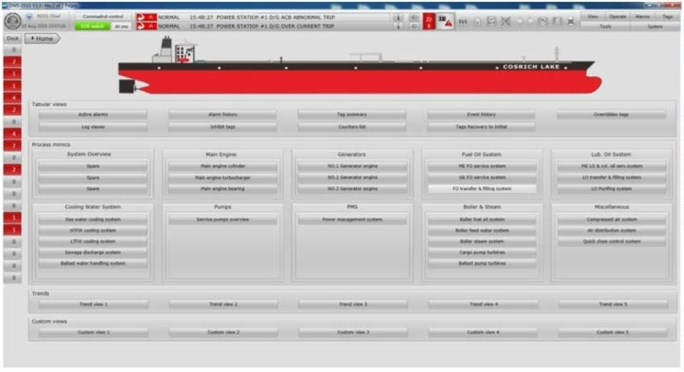 DMS-2015 V3.0
Command control
NORMAL 15:48:27 POWER STATION #1 D/G ACB ABNORMAL TRIP
View Operate Alarms Tags
ECR watch
NORMAL 15:48:27 POWER STATION #1 D/G OVER CURRENT TRIP
Tools System
Deck Home
COSRICH LAKE
Tabular views
Active alarms Alarm history Tag summary Event history Overridden tags
Log viewer Inhibit tags Counters list Tags Recovery to Initial
Process mimics
System Overview Main Engine Generators Fuel Oil System Lub. Oil System
Spare Main engine cylinder NO.1 Generator engine ME FO service system ME LO & cyl. oil serv.system
Spare Main engine turbocharger NO.2 Generator engine GE FO service system LO transfer & filling system
Spare Main engine bearing NO.3 Generator engine FO transfer & filling system LO Purifing system
Cooling Water System Pumps PMS Boiler & Steam Miscellaneous
Sea water cooling system Service pumps overview Power management system Boiler fuel oil system Compressed air system
HTFW cooling system Boiler feed water system Air distribution system
LTFW cooling system Boiler steam system Quick close control system
Sewage discharge system Cargo pump turbines
Ballast water handling system Ballast pump turbines
Trends
Trend view 1 Trend view 2 Trend view 3 Trend view 4 Trend view 5
Custom views
Custom view 1 Custom view 2 Custom view 3 Custom view 4 Custom view 5